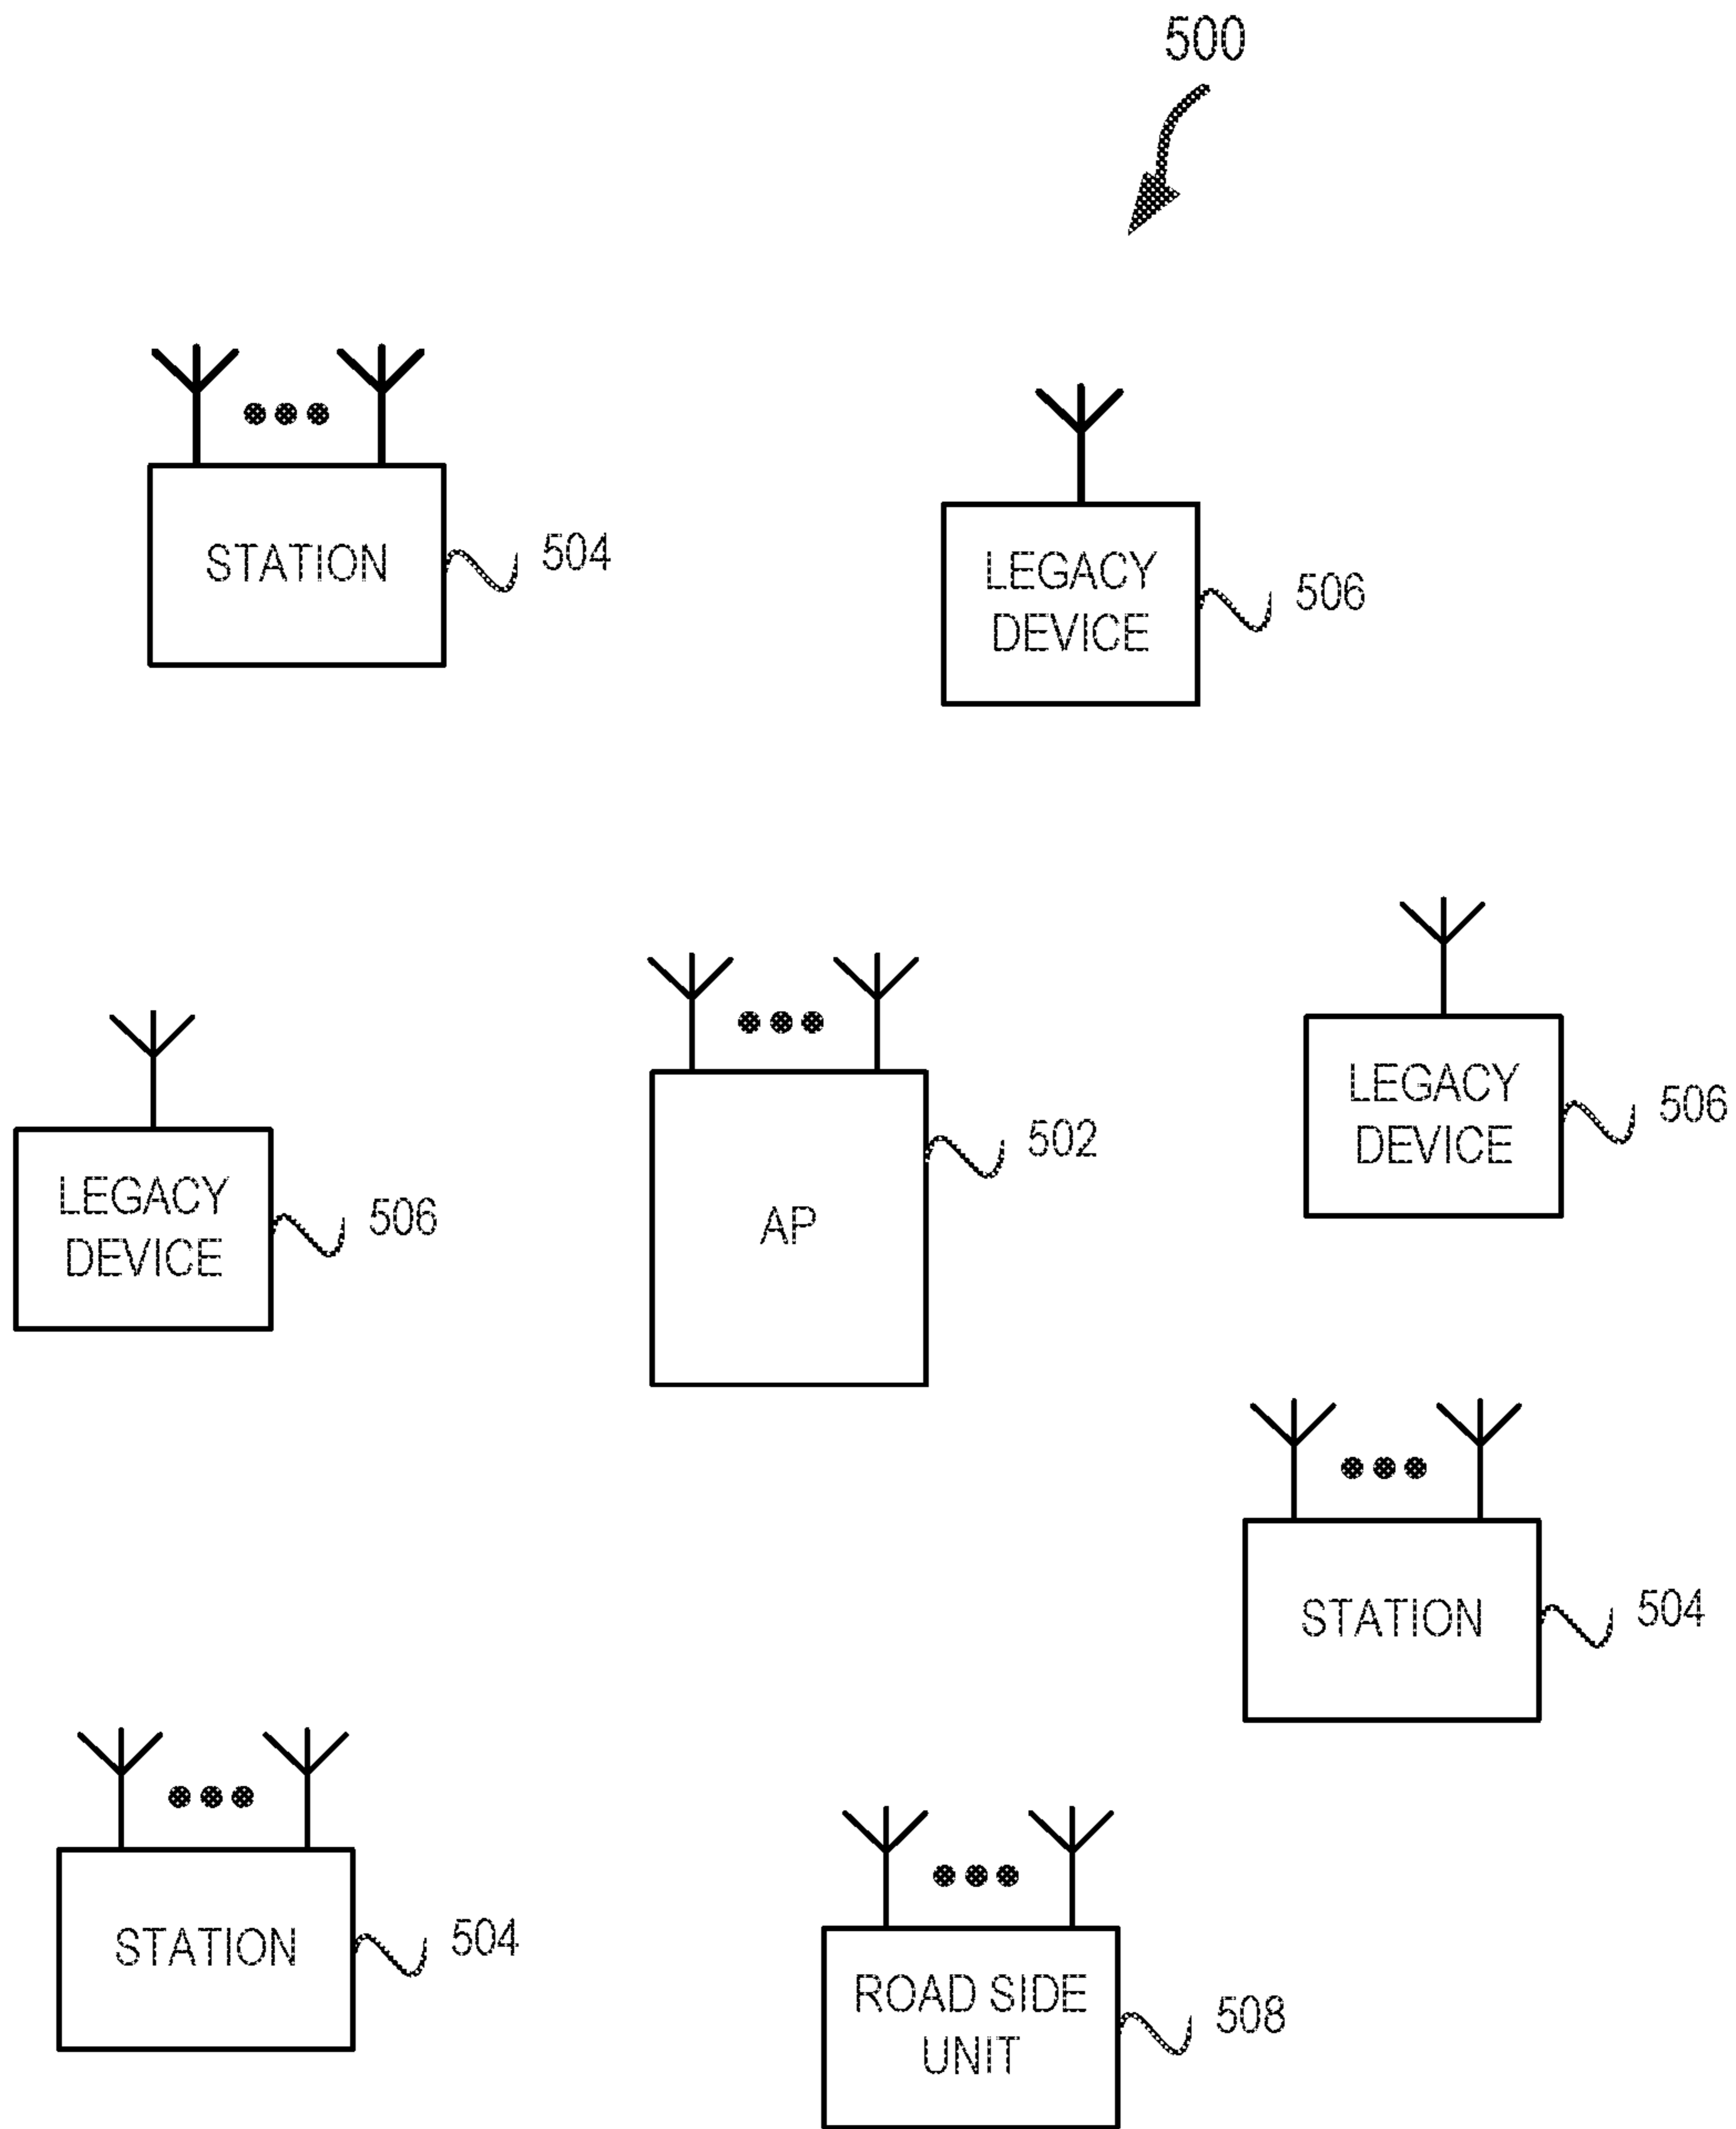 500
STATION
504
LEGACY
DEVICE
506
LEGACY
DEVICE
506
AP
502
LEGACY
DEVICE
506
STATION
504
STATION
504
ROAD SIDE
UNIT
508